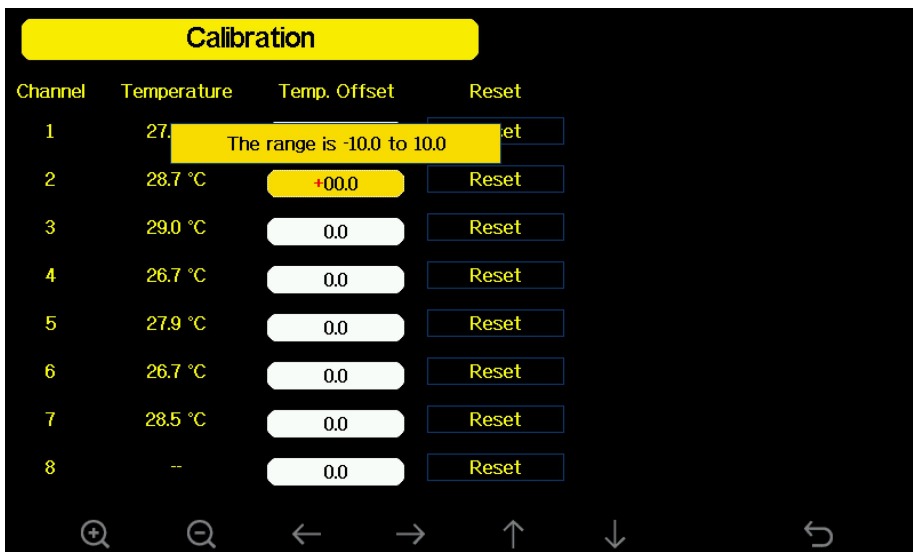 Calibration
Channel Temperature Temp. Offset Reset
1 27.
The range is -10.0 to 10.0
2 28.7 °C +00.0 Reset
3 29.0 °C 0.0 Reset
4 26.7 °C 0.0 Reset
5 27.9 °C 0.0 Reset
6 26.7 °C 0.0 Reset
7 28.5 °C 0.0 Reset
8 -- 0.0 Reset